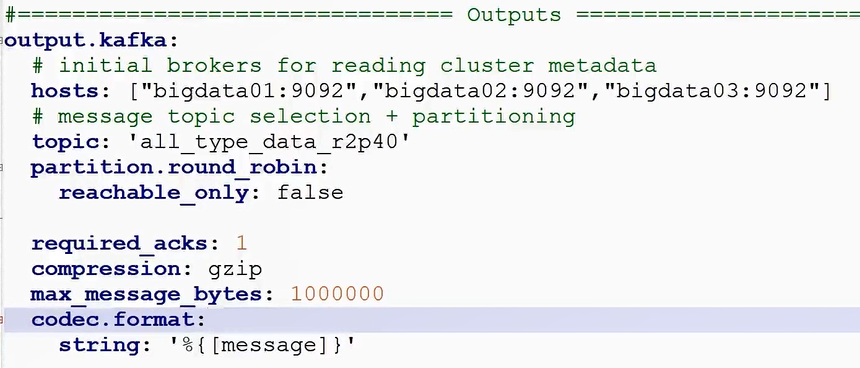 #=============================== Outputs =====================
output.kafka:
  # initial brokers for reading cluster metadata
  hosts: ["bigdata01:9092","bigdata02:9092","bigdata03:9092"]
  # message topic selection + partitioning
  topic: 'all_type_data_r2p40'
  partition.round_robin:
    reachable_only: false

  required_acks: 1
  compression: gzip
  max_message_bytes: 1000000
  codec.format:
    string: '%{[message]}'